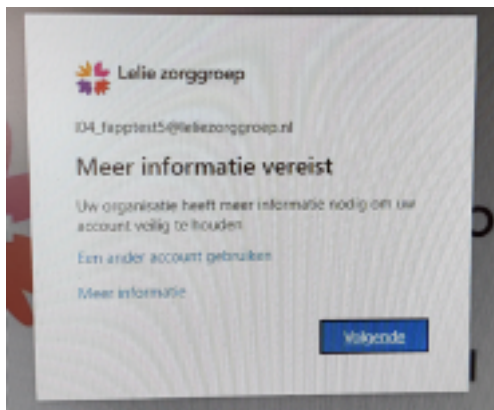 Lelie zorggroep
l04_fapptest5@leliezorggroep.nl
Meer informatie vereist
Uw organisatie heeft meer informatie nodig om uw
account veilig te houden
Een ander account gebruiken
Meer informatie
Volgende